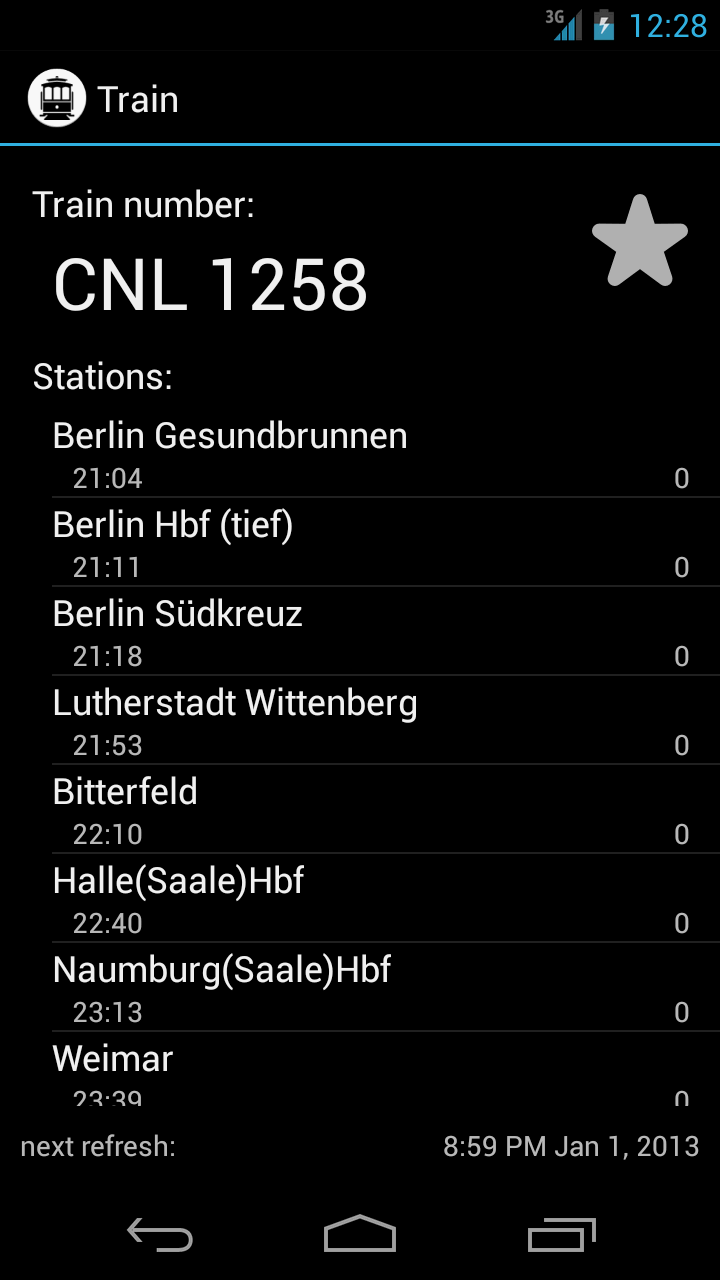 3G 12:28
Train
Train number:
CNL 1258
Stations:
Berlin Gesundbrunnen
21:04 0
Berlin Hbf (tief)
21:11 0
Berlin Südkreuz
21:18 0
Lutherstadt Wittenberg
21:53 0
Bitterfeld
22:10 0
Halle(Saale)Hbf
22:40 0
Naumburg(Saale)Hbf
23:13 0
Weimar
23:39 0
next refresh: 8:59 PM Jan 1, 2013